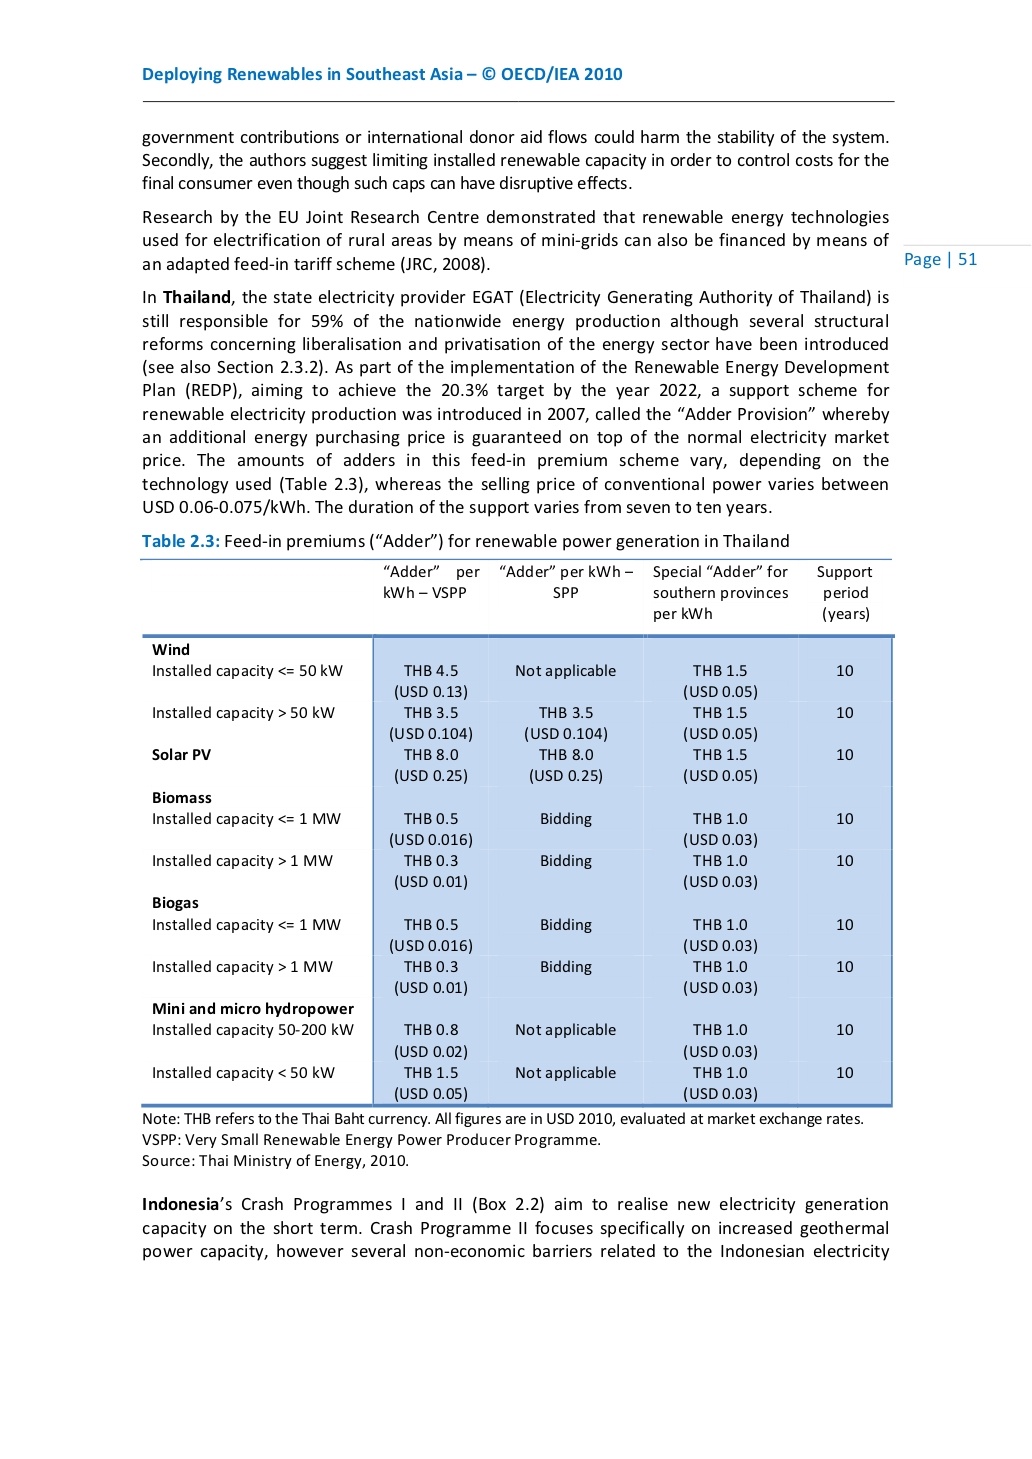 Deploying Renewables in Southeast Asia – © OECD/IEA 2010
government contributions or international donor aid flows could harm the stability of the system.
Secondly, the authors suggest limiting installed renewable capacity in order to control costs for the
final consumer even though such caps can have disruptive effects.
Research by the EU Joint Research Centre demonstrated that renewable energy technologies
used for electrification of rural areas by means of mini-grids can also be financed by means of
an adapted feed-in tariff scheme (JRC, 2008).
Page | 51
In Thailand, the state electricity provider EGAT (Electricity Generating Authority of Thailand) is
still responsible for 59% of the nationwide energy production although several structural
reforms concerning liberalisation and privatisation of the energy sector have been introduced
(see also Section 2.3.2). As part of the implementation of the Renewable Energy Development
Plan (REDP), aiming to achieve the 20.3% target by the year 2022, a support scheme for
renewable electricity production was introduced in 2007, called the “Adder Provision” whereby
an additional energy purchasing price is guaranteed on top of the normal electricity market
price. The amounts of adders in this feed-in premium scheme vary, depending on the
technology used (Table 2.3), whereas the selling price of conventional power varies between
USD 0.06-0.075/kWh. The duration of the support varies from seven to ten years.
Table 2.3: Feed-in premiums (“Adder”) for renewable power generation in Thailand
“Adder” per “Adder” per kWh – Special “Adder” for Support
kWh – VSPP SPP southern provinces period
per kWh (years)
Wind
Installed capacity <= 50 kW THB 4.5 Not applicable THB 1.5 10
(USD 0.13) (USD 0.05)
Installed capacity > 50 kW THB 3.5 THB 3.5 THB 1.5 10
(USD 0.104) (USD 0.104) (USD 0.05)
Solar PV THB 8.0 THB 8.0 THB 1.5 10
(USD 0.25) (USD 0.25) (USD 0.05)
Biomass
Installed capacity <= 1 MW THB 0.5 Bidding THB 1.0 10
(USD 0.016) (USD 0.03)
Installed capacity > 1 MW THB 0.3 Bidding THB 1.0 10
(USD 0.01) (USD 0.03)
Biogas
Installed capacity <= 1 MW THB 0.5 Bidding THB 1.0 10
(USD 0.016) (USD 0.03)
Installed capacity > 1 MW THB 0.3 Bidding THB 1.0 10
(USD 0.01) (USD 0.03)
Mini and micro hydropower
Installed capacity 50-200 kW THB 0.8 Not applicable THB 1.0 10
(USD 0.02) (USD 0.03)
Installed capacity < 50 kW THB 1.5 Not applicable THB 1.0 10
(USD 0.05) (USD 0.03)
Note: THB refers to the Thai Baht currency. All figures are in USD 2010, evaluated at market exchange rates.
VSPP: Very Small Renewable Energy Power Producer Programme.
Source: Thai Ministry of Energy, 2010.
Indonesia’s Crash Programmes I and II (Box 2.2) aim to realise new electricity generation
capacity on the short term. Crash Programme II focuses specifically on increased geothermal
power capacity, however several non-economic barriers related to the Indonesian electricity